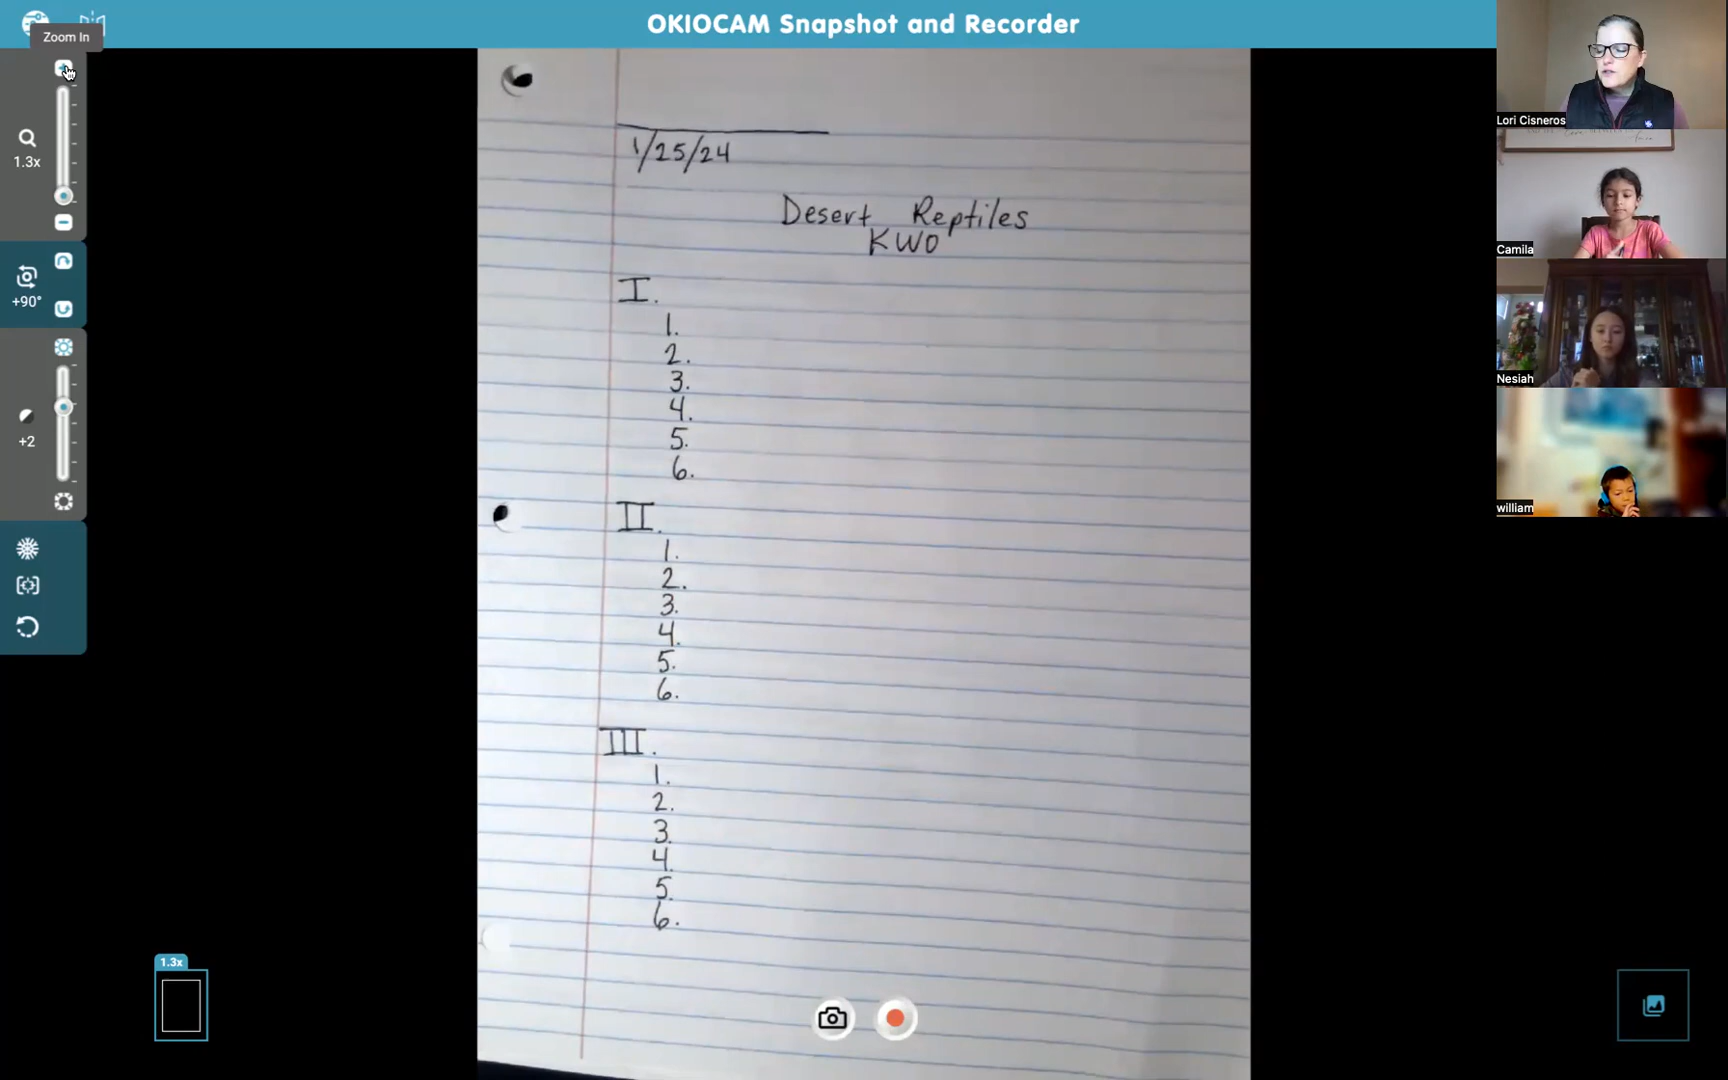 Zoom In
OKIOCAM Snapshot and Recorder
1.3x
+90°
+2
1/25/24
Desert Reptiles
KWO
I.
1.
2.
3.
4.
5.
6.
II.
1.
2.
3.
4.
5.
6.
III.
1.
2.
3.
4.
5.
6.
1.3x
Lori Cisneros
Camila
Nesiah
william